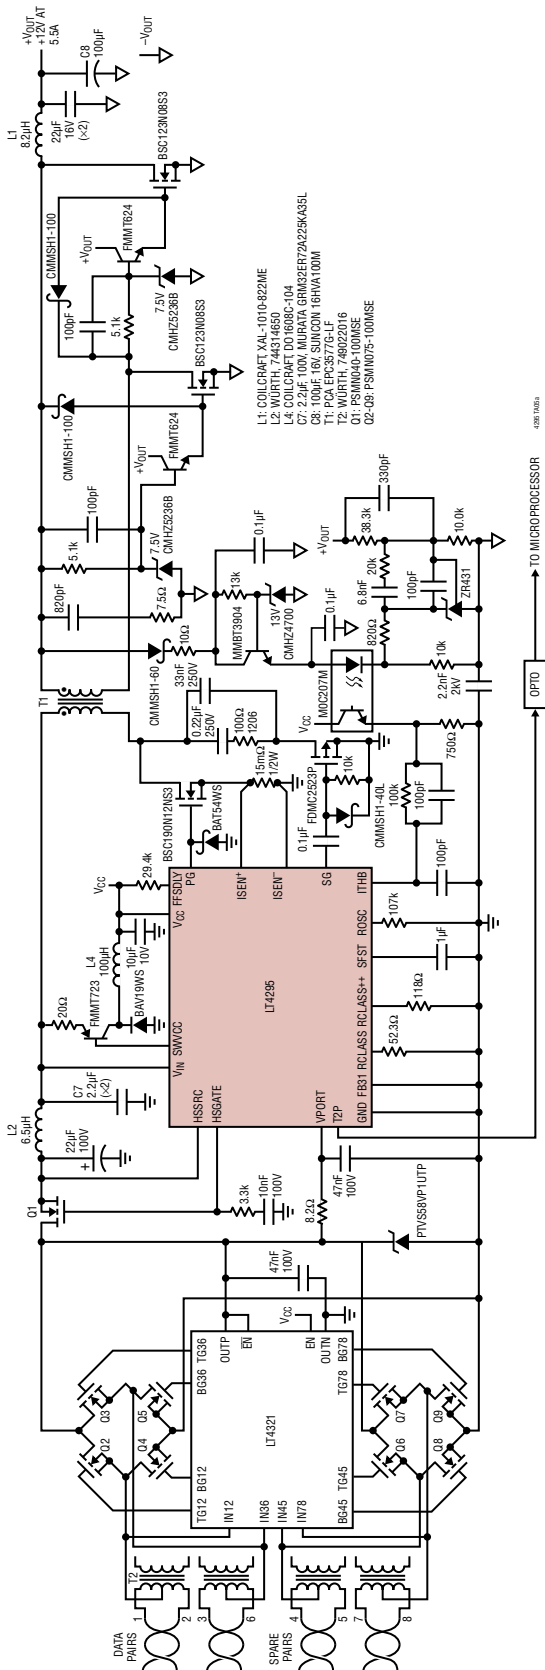 DATA
PAIRS
1
2
3
6
SPARE
PAIRS
4
5
7
8
T2
Q2
Q3
Q4
Q5
Q6
Q7
Q8
Q9
TG12
BG12
BG36
TG36
IN12
IN36
IN45
IN78
BG45
TG45
TG78
BG78
LT4321
OUTP
EN
EN
OUTN
VCC
47nF
100V
Q1
3.3k
10nF
100V
8.2Ω
47nF
100V
PTVS58VP1UTP
22µF
100V
+
L2
6.5µH
C7
2.2µF
(×2)
HSSRC
HSGATE
VPORT
T2P
VIN
SWVCC
VCC
FFSDLY
PG
ISEN+
ISEN–
SG
ITHB
ROSC
SFST
RCLASS++
RCLASS
FB31
GND
LT4295
20Ω
FMMT723
BAV19WS
L4
100µH
10µF
10V
VCC
29.4k
52.3Ω
118Ω
1µF
107k
100pF
BSC190N12NS3
BAT54WS
15mΩ
1/2W
0.1µF
FDMC2523P
10k
CMMSH1-40L
100k
100pF
0.22µF
250V
100Ω
1206
33nF
250V
T1
CMMSH1-60
10Ω
820pF
7.5Ω
5.1k
7.5V
CMHZ5236B
100pF
MMBT3904
13k
13V
CMHZ4700
0.1µF
0.1µF
MOC207M
VCC
750Ω
2.2nF
2kV
10k
820Ω
6.8nF
20k
100pF
ZR431
+VOUT
38.3k
10.0k
330pF
+VOUT
FMMT624
CMMSH1-100
BSC123N08S3
5.1k
100pF
7.5V
CMHZ5236B
CMMSH1-100
+VOUT
FMMT624
BSC123N08S3
L1
8.2µH
22µF
16V
(×2)
C8
100µF
+VOUT
+12V AT
5.5A
–VOUT
L1: COILCRAFT, XAL-1010-822ME
L2: WÜRTH, 744314650
L4: COILCRAFT, DO1608C-104
C7: 2.2µF, 100V, MURATA GRM32ER72A225KA35L
C8: 100µF, 16V, SUNCON 16HVA100M
T1: PCA EPC3577G-LF
T2: WÜRTH, 749022016
Q1: PSMN040-100MSE
Q2-Q9: PSMN075-100MSE
OPTO
TO MICROPROCESSOR
4295 TA05a